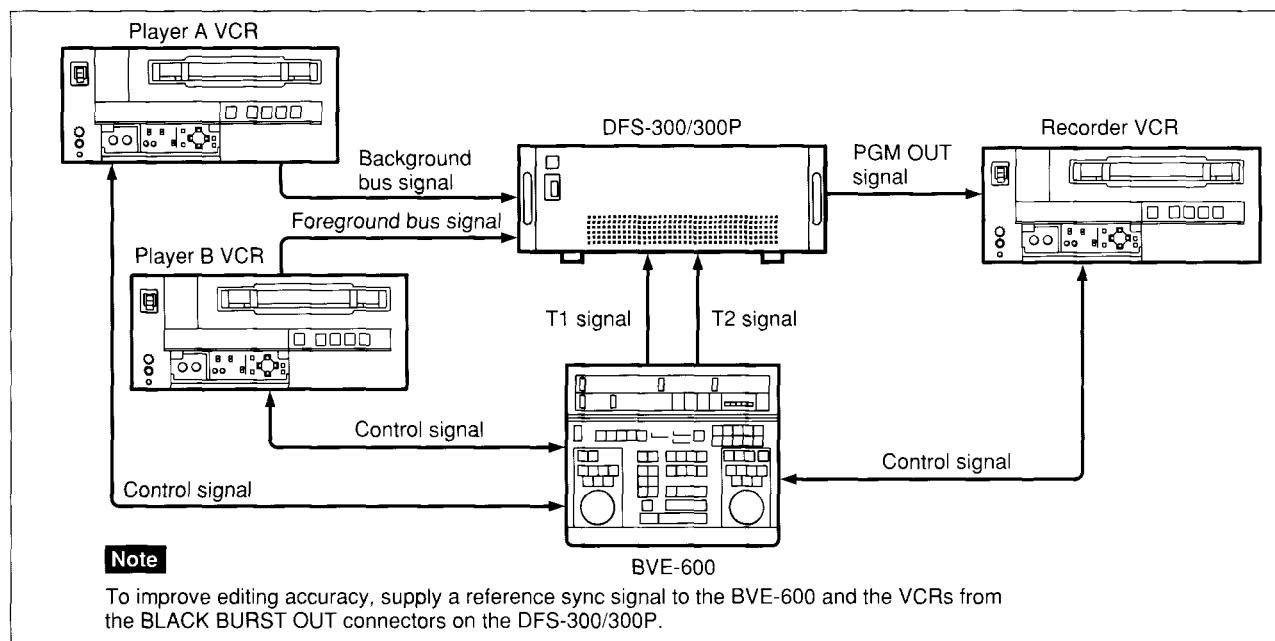 Player A VCR
DFS-300/300P
Recorder VCR
Background
bus signal
PGM OUT
signal
Foreground bus signal
Player B VCR
T1 signal
T2 signal
Control signal
Control signal
Control signal
BVE-600
Note
To improve editing accuracy, supply a reference sync signal to the BVE-600 and the VCRs from
the BLACK BURST OUT connectors on the DFS-300/300P.